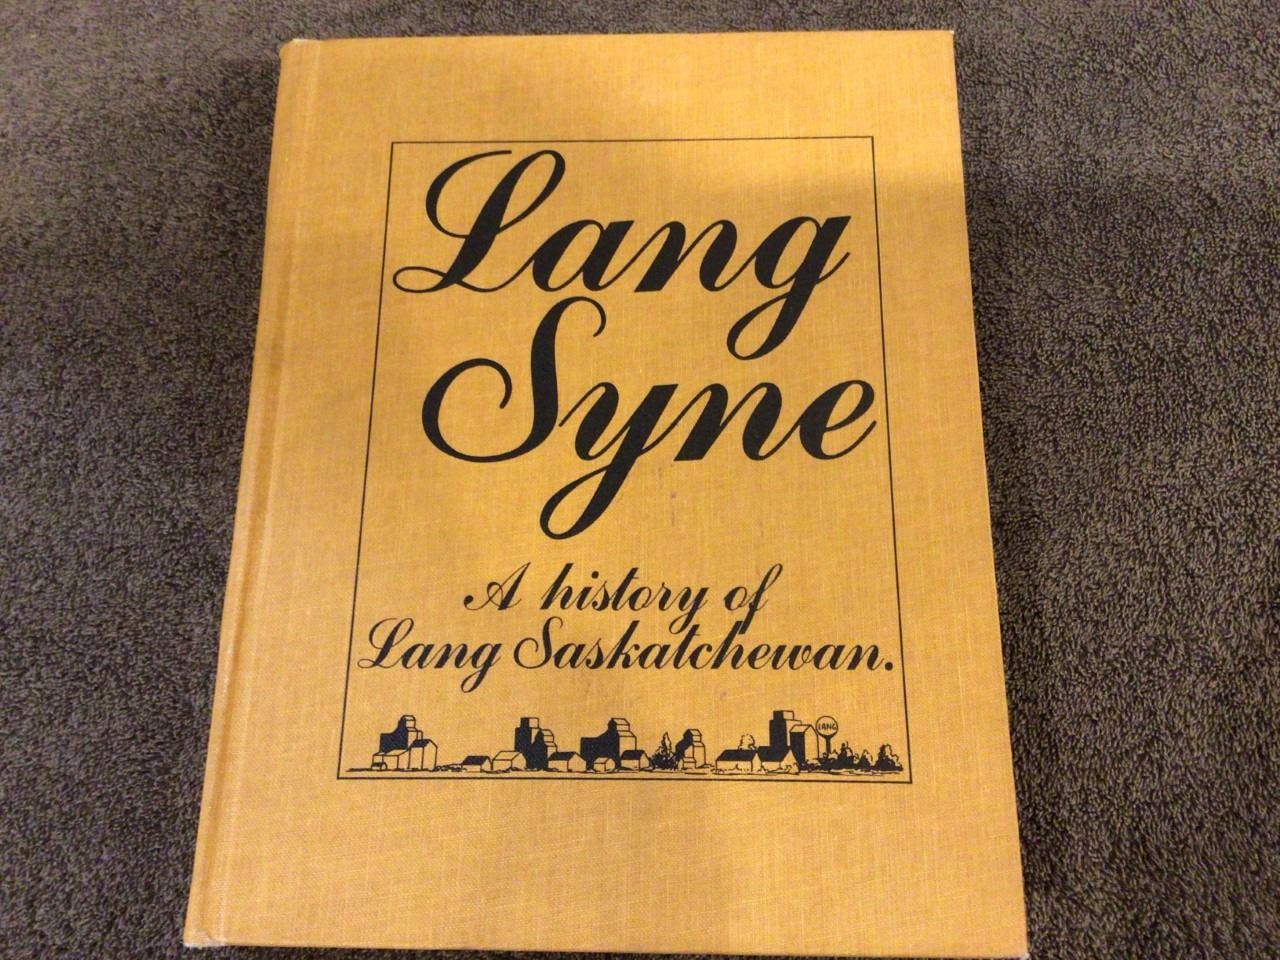 Lang
Syne
A history of
Lang Saskatchewan.
LANG